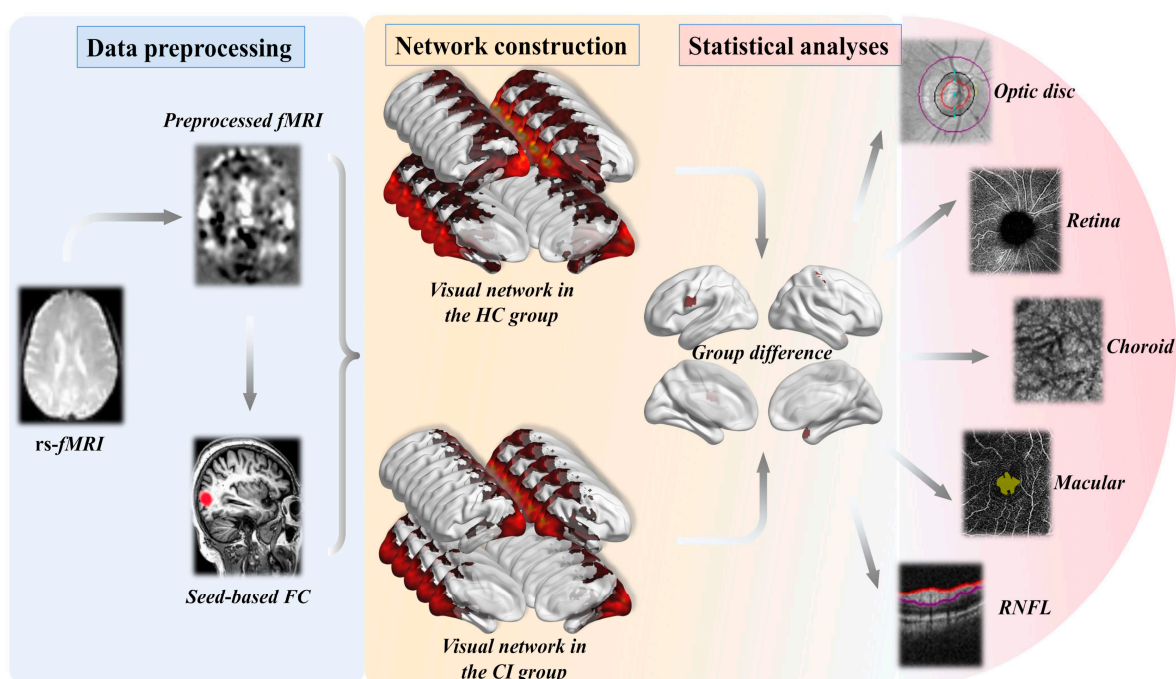 Data preprocessing
Preprocessed fMRI
rs-fMRI
Seed-based FC
Network construction
Visual network in
the HC group
Visual network in
the CI group
Statistical analyses
Group difference
Optic disc
Retina
Choroid
Macular
RNFL